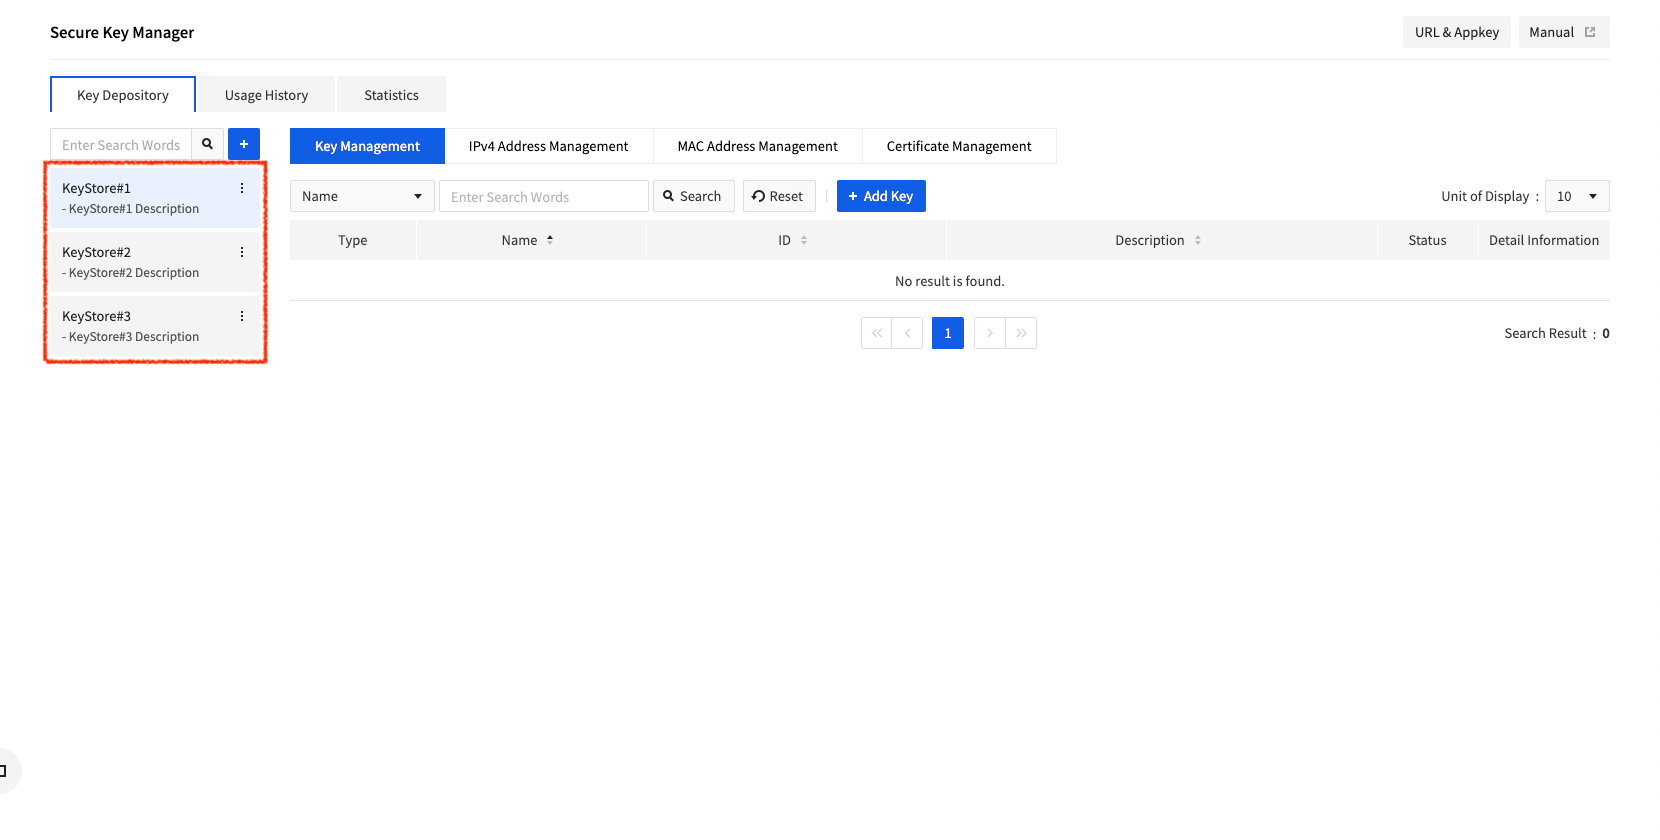 Secure Key Manager
URL & Appkey
Manual
Key Depository
Usage History
Statistics
Enter Search Words
+
KeyStore#1
- KeyStore#1 Description
KeyStore#2
- KeyStore#2 Description
KeyStore#3
- KeyStore#3 Description
Key Management
IPv4 Address Management
MAC Address Management
Certificate Management
Name
Enter Search Words
Search
Reset
+ Add Key
Unit of Display :
10
Type
Name
ID
Description
Status
Detail Information
No result is found.
1
Search Result : 0